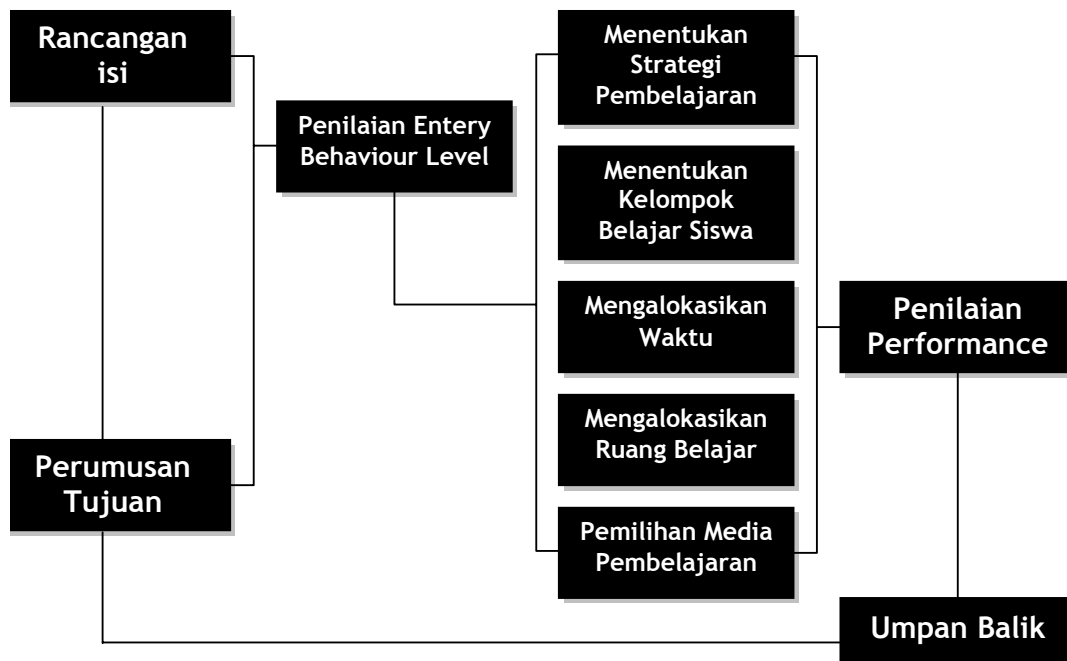 Rancangan
isi
Perumusan
Tujuan
Penilaian Entery
Behaviour Level
Menentukan
Strategi
Pembelajaran
Menentukan
Kelompok
Belajar Siswa
Mengalokasikan
Waktu
Mengalokasikan
Ruang Belajar
Pemilihan Media
Pembelajaran
Penilaian
Performance
Umpan Balik